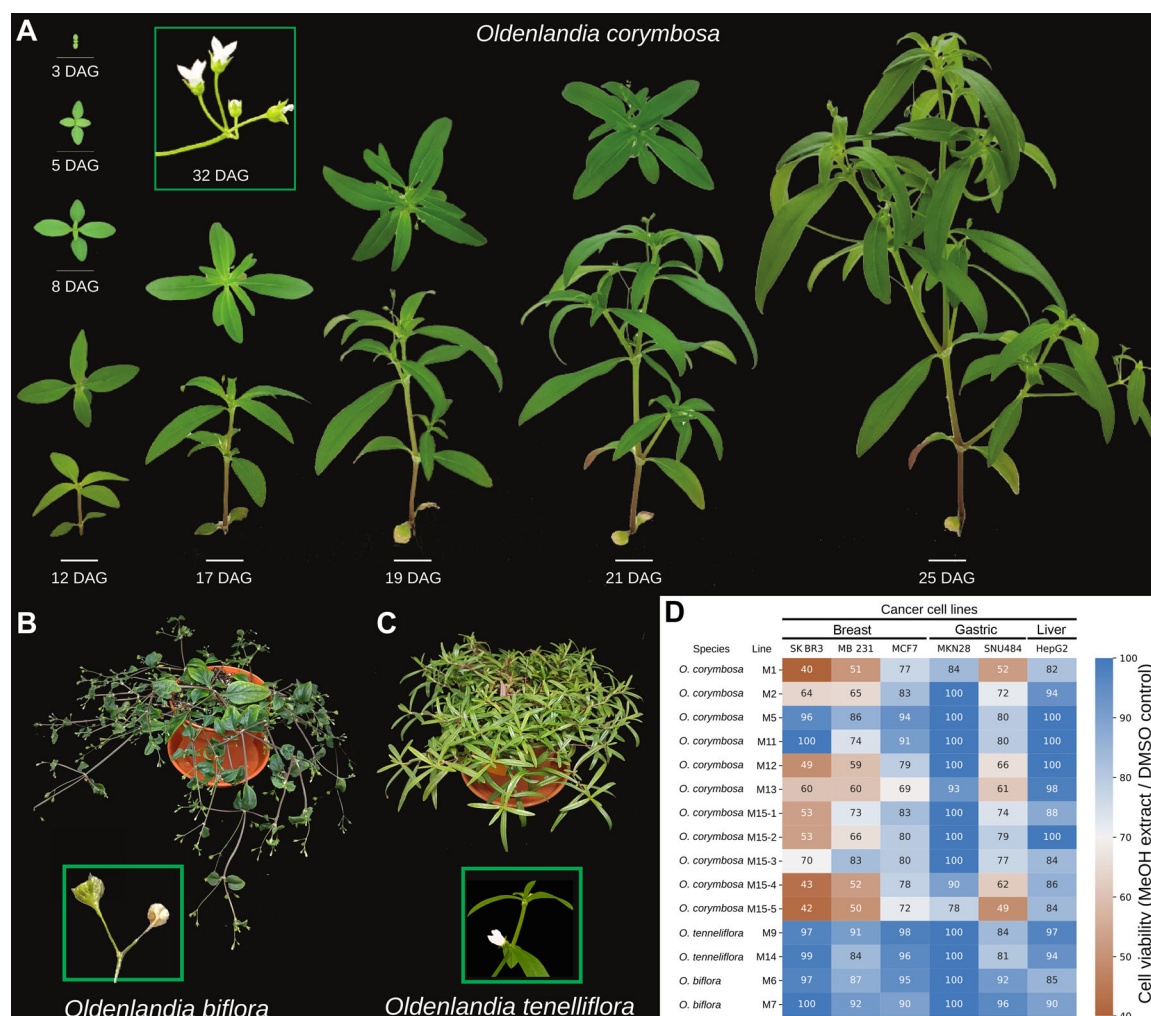 A
Oldenlandia corymbosa
3 DAG
5 DAG
8 DAG
32 DAG
12 DAG
17 DAG
19 DAG
21 DAG
25 DAG
B
Oldenlandia biflora
C
Oldenlandia tenelliflora
D
Cancer cell lines
Breast Gastric Liver
Species Line SK BR3 MB 231 MCF7 MKN28 SNU484 HepG2
O. corymbosa M1 40 51 77 84 52 82
O. corymbosa M2 64 65 83 100 72 94
O. corymbosa M5 96 86 94 100 80 100
O. corymbosa M11 100 74 91 100 80 100
O. corymbosa M12 49 59 79 100 66 100
O. corymbosa M13 60 60 69 93 61 98
O. corymbosa M15-1 53 73 83 100 74 88
O. corymbosa M15-2 53 66 80 100 79 100
O. corymbosa M15-3 70 83 80 100 77 84
O. corymbosa M15-4 43 52 78 90 62 86
O. corymbosa M15-5 42 50 72 78 49 84
O. tenneliflora M9 97 91 98 100 84 97
O. tenneliflora M14 99 84 96 100 81 94
O. biflora M6 97 87 95 100 92 85
O. biflora M7 100 92 90 100 96 90
100
90
80
70
60
50
40
Cell viability (MeOH extract / DMSO control)